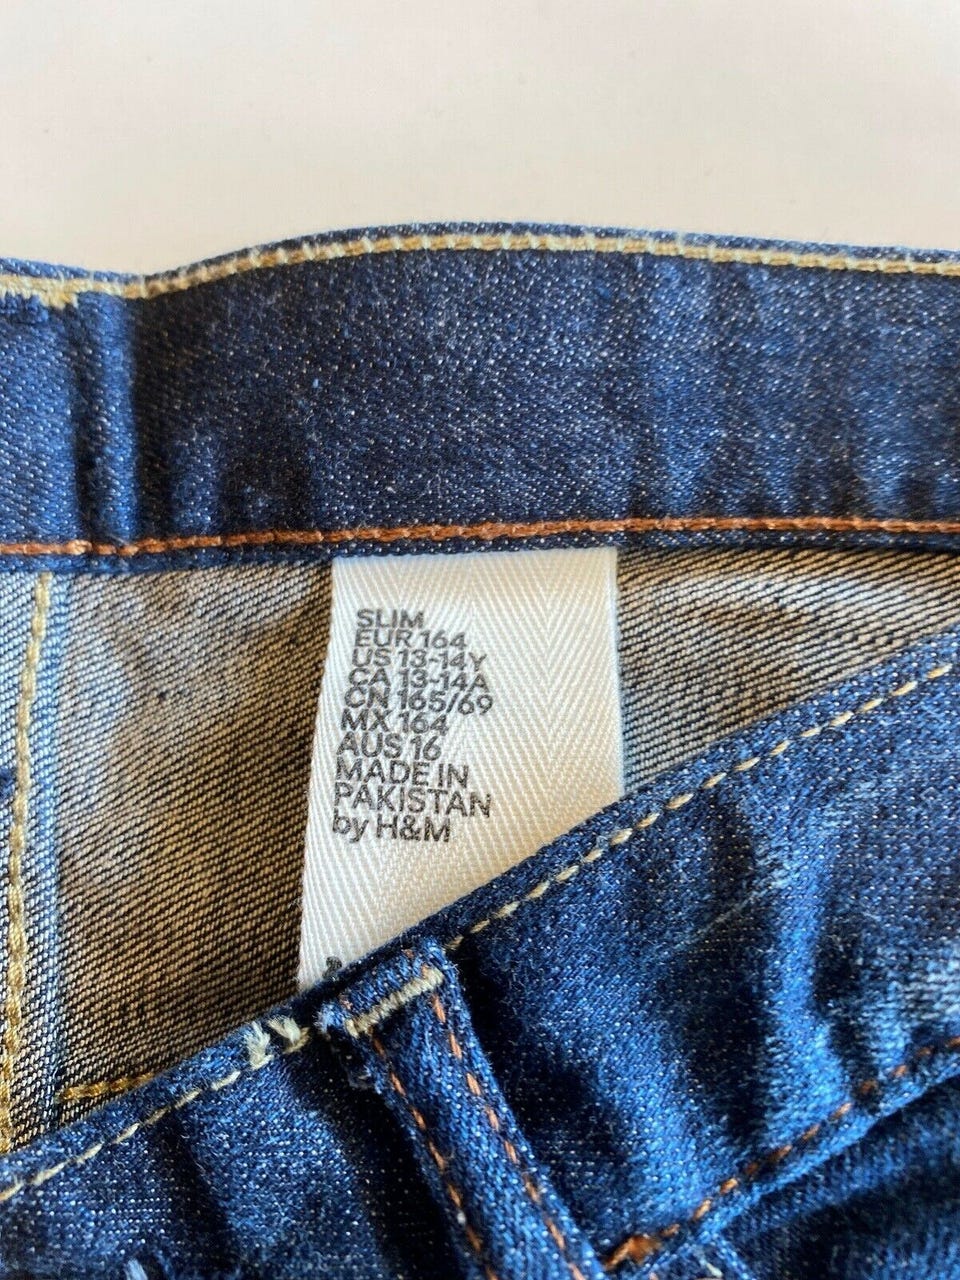 SLIM
EUR 164
US 13-14Y
CA 13-14A
CN 165/69
MX 164
AUS 16
MADE IN
PAKISTAN
by H&M